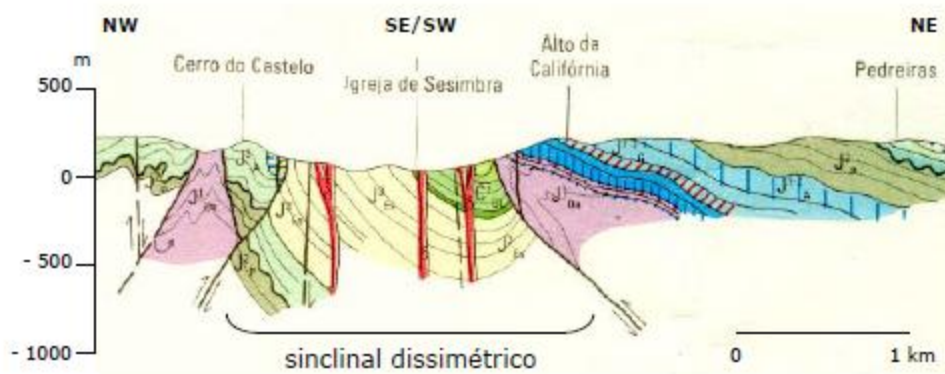 NW SE/SW NE
m
Cerro do Castelo
Igreja de Sesimbra
Alto da
Califórnia
Pedreiras
500
0
- 500
- 1000
sinclinal dissimétrico
0 1 km